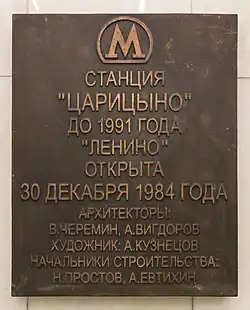 М
СТАНЦИЯ
"ЦАРИЦЫНО"
ДО 1991 ГОДА
"ЛЕНИНО"
ОТКРЫТА
30 ДЕКАБРЯ 1984 ГОДА
АРХИТЕКТОРЫ:
В.ЧЕРЕМИН, А.ВИГДОРОВ
ХУДОЖНИК: А.КУЗНЕЦОВ
НАЧАЛЬНИКИ СТРОИТЕЛЬСТВА:
Н.ПРОСТОВ, А.ЕВТИХИН